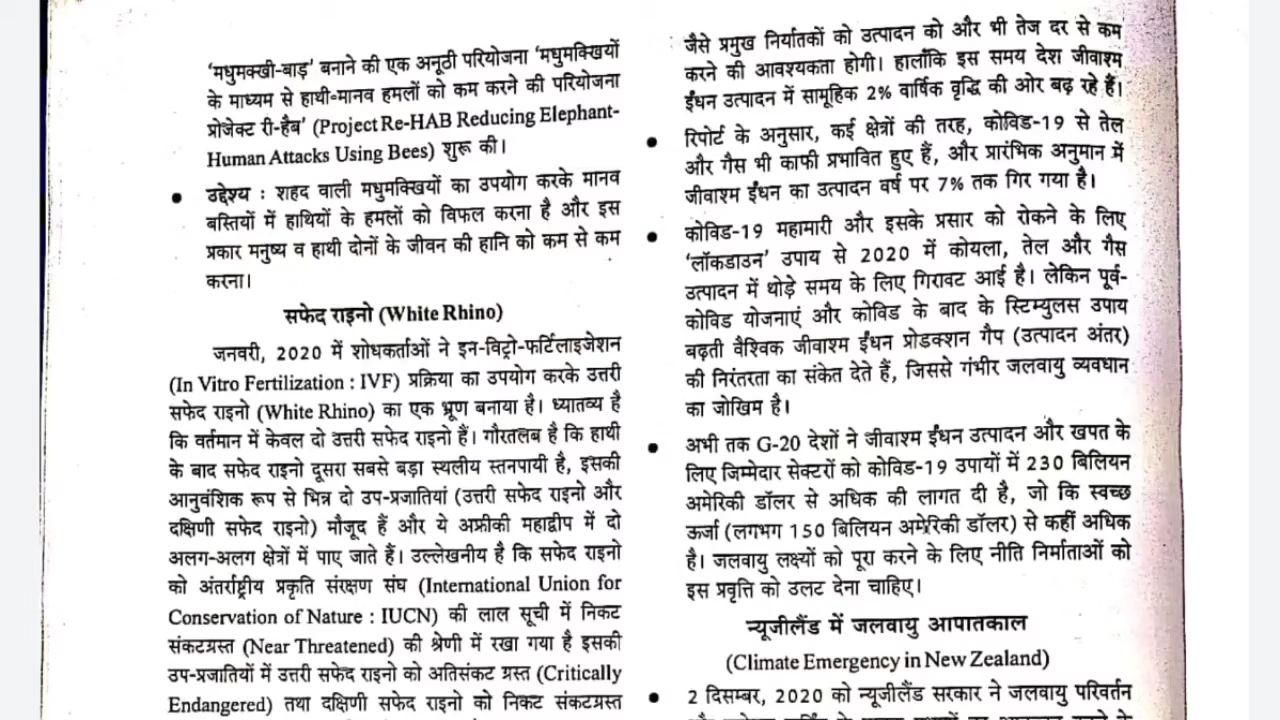 'मधुमक्खी-बाड़' बनाने की एक अनूठी परियोजना 'मधुमक्खियों
के माध्यम से हाथी-मानव हमलों को कम करने की परियोजना
प्रोजेक्ट री-हैब' (Project Re-HAB Reducing Elephant-
Human Attacks Using Bees) शुरू की।
• उद्देश्य : शहद वाली मधुमक्खियों का उपयोग करके मानव
बस्तियों में हाथियों के हमलों को विफल करना है और इस
प्रकार मनुष्य व हाथी दोनों के जीवन की हानि को कम से कम
करना।
सफेद राइनो (White Rhino)
जनवरी, 2020 में शोधकर्ताओं ने इन-विट्रो-फर्टिलाइजेशन
(In Vitro Fertilization : IVF) प्रक्रिया का उपयोग करके उत्तरी
सफेद राइनो (White Rhino) का एक भ्रूण बनाया है। ध्यातव्य है
कि वर्तमान में केवल दो उत्तरी सफेद राइनो हैं। गौरतलब है कि हाथी
के बाद सफेद राइनो दूसरा सबसे बड़ा स्थलीय स्तनपायी है, इसकी
आनुवंशिक रूप से भिन्न दो उप-प्रजातियां (उत्तरी सफेद राइनो और
दक्षिणी सफेद राइनो) मौजूद हैं और ये अफ्रीकी महाद्वीप में दो
अलग-अलग क्षेत्रों में पाए जाते हैं। उल्लेखनीय है कि सफेद राइनो
को अंतर्राष्ट्रीय प्रकृति संरक्षण संघ (International Union for
Conservation of Nature : IUCN) की लाल सूची में निकट
संकटग्रस्त (Near Threatened) की श्रेणी में रखा गया है इसकी
उप-प्रजातियों में उत्तरी सफेद राइनो को अतिसंकट ग्रस्त (Critically
Endangered) तथा दक्षिणी सफेद राइनो को निकट संकटग्रस्त
जैसे प्रमुख निर्यातकों को उत्पादन को और भी तेज दर से कम
करने की आवश्यकता होगी। हालाँकि इस समय देश जीवाश्म
ईंधन उत्पादन में सामूहिक 2% वार्षिक वृद्धि की ओर बढ़ रहे हैं।
• रिपोर्ट के अनुसार, कई क्षेत्रों की तरह, कोविड-19 से तेल
और गैस भी काफी प्रभावित हुए हैं, और प्रारंभिक अनुमान में
जीवाश्म ईंधन का उत्पादन वर्ष पर 7% तक गिर गया है।
• कोविड-19 महामारी और इसके प्रसार को रोकने के लिए
'लॉकडाउन' उपाय से 2020 में कोयला, तेल और गैस
उत्पादन में थोड़े समय के लिए गिरावट आई है। लेकिन पूर्व-
कोविड योजनाएं और कोविड के बाद के स्टिम्युलस उपाय
बढ़ती वैश्विक जीवाश्म ईंधन प्रोडक्शन गैप (उत्पादन अंतर)
की निरंतरता का संकेत देते हैं, जिससे गंभीर जलवायु व्यवधान
का जोखिम है।
• अभी तक G-20 देशों ने जीवाश्म ईंधन उत्पादन और खपत के
लिए जिम्मेदार सेक्टरों को कोविड-19 उपायों में 230 बिलियन
अमेरिकी डॉलर से अधिक की लागत दी है, जो कि स्वच्छ
ऊर्जा (लगभग 150 बिलियन अमेरिकी डॉलर) से कहीं अधिक
है। जलवायु लक्ष्यों को पूरा करने के लिए नीति निर्माताओं को
इस प्रवृत्ति को उलट देना चाहिए।
न्यूजीलैंड में जलवायु आपातकाल
(Climate Emergency in New Zealand)
• 2 दिसम्बर, 2020 को न्यूजीलैंड सरकार ने जलवायु परिवर्तन